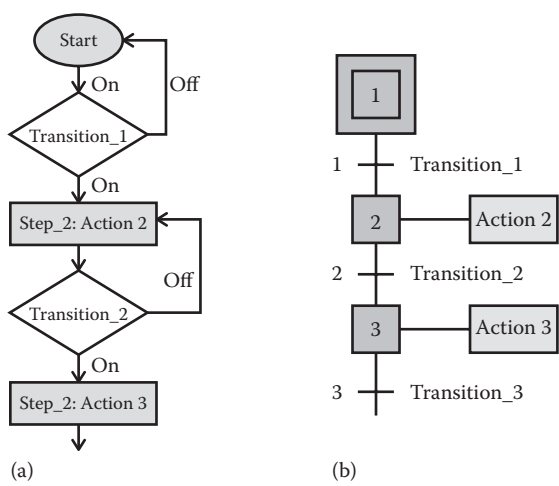 Start
On
Off
Transition_1
On
Step_2: Action 2
Off
Transition_2
On
Step_2: Action 3
(a)
1
1 Transition_1
2 Action 2
2 Transition_2
3 Action 3
3 Transition_3
(b)